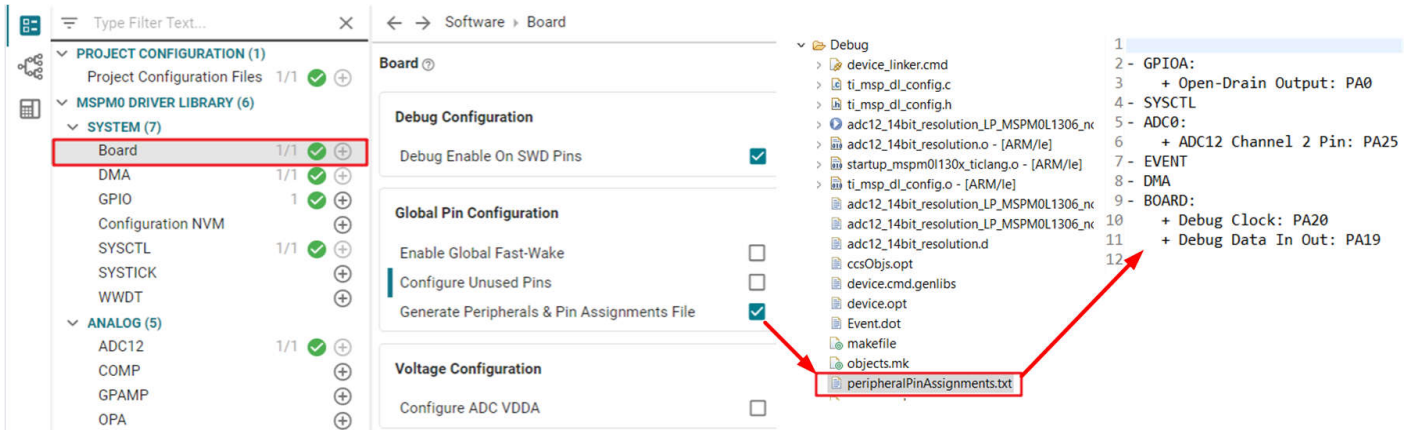 Type Filter Text...
PROJECT CONFIGURATION (1)
Project Configuration Files 1/1
MSPM0 DRIVER LIBRARY (6)
SYSTEM (7)
Board 1/1
DMA 1/1
GPIO 1
Configuration NVM
SYSCTL 1/1
SYSTICK
WWDT
ANALOG (5)
ADC12 1/1
COMP
GPAMP
OPA
Software Board
Board
Debug Configuration
Debug Enable On SWD Pins
Global Pin Configuration
Enable Global Fast-Wake
Configure Unused Pins
Generate Peripherals & Pin Assignments File
Voltage Configuration
Configure ADC VDDA
Debug
device_linker.cmd
ti_msp_dl_config.c
ti_msp_dl_config.h
adc12_14bit_resolution_LP_MSPM0L1306_nc
adc12_14bit_resolution.o - [ARM/le]
startup_mspm0l130x_ticlang.o - [ARM/le]
ti_msp_dl_config.o - [ARM/le]
adc12_14bit_resolution_LP_MSPM0L1306_nc
adc12_14bit_resolution_LP_MSPM0L1306_nc
adc12_14bit_resolution.d
ccsObjs.opt
device.cmd.genlibs
device.opt
Event.dot
makefile
objects.mk
peripheralPinAssignments.txt
1
2 - GPIOA:
3 + Open-Drain Output: PA0
4 - SYSCTL
5 - ADC0:
6 + ADC12 Channel 2 Pin: PA25
7 - EVENT
8 - DMA
9 - BOARD:
10 + Debug Clock: PA20
11 + Debug Data In Out: PA19
12